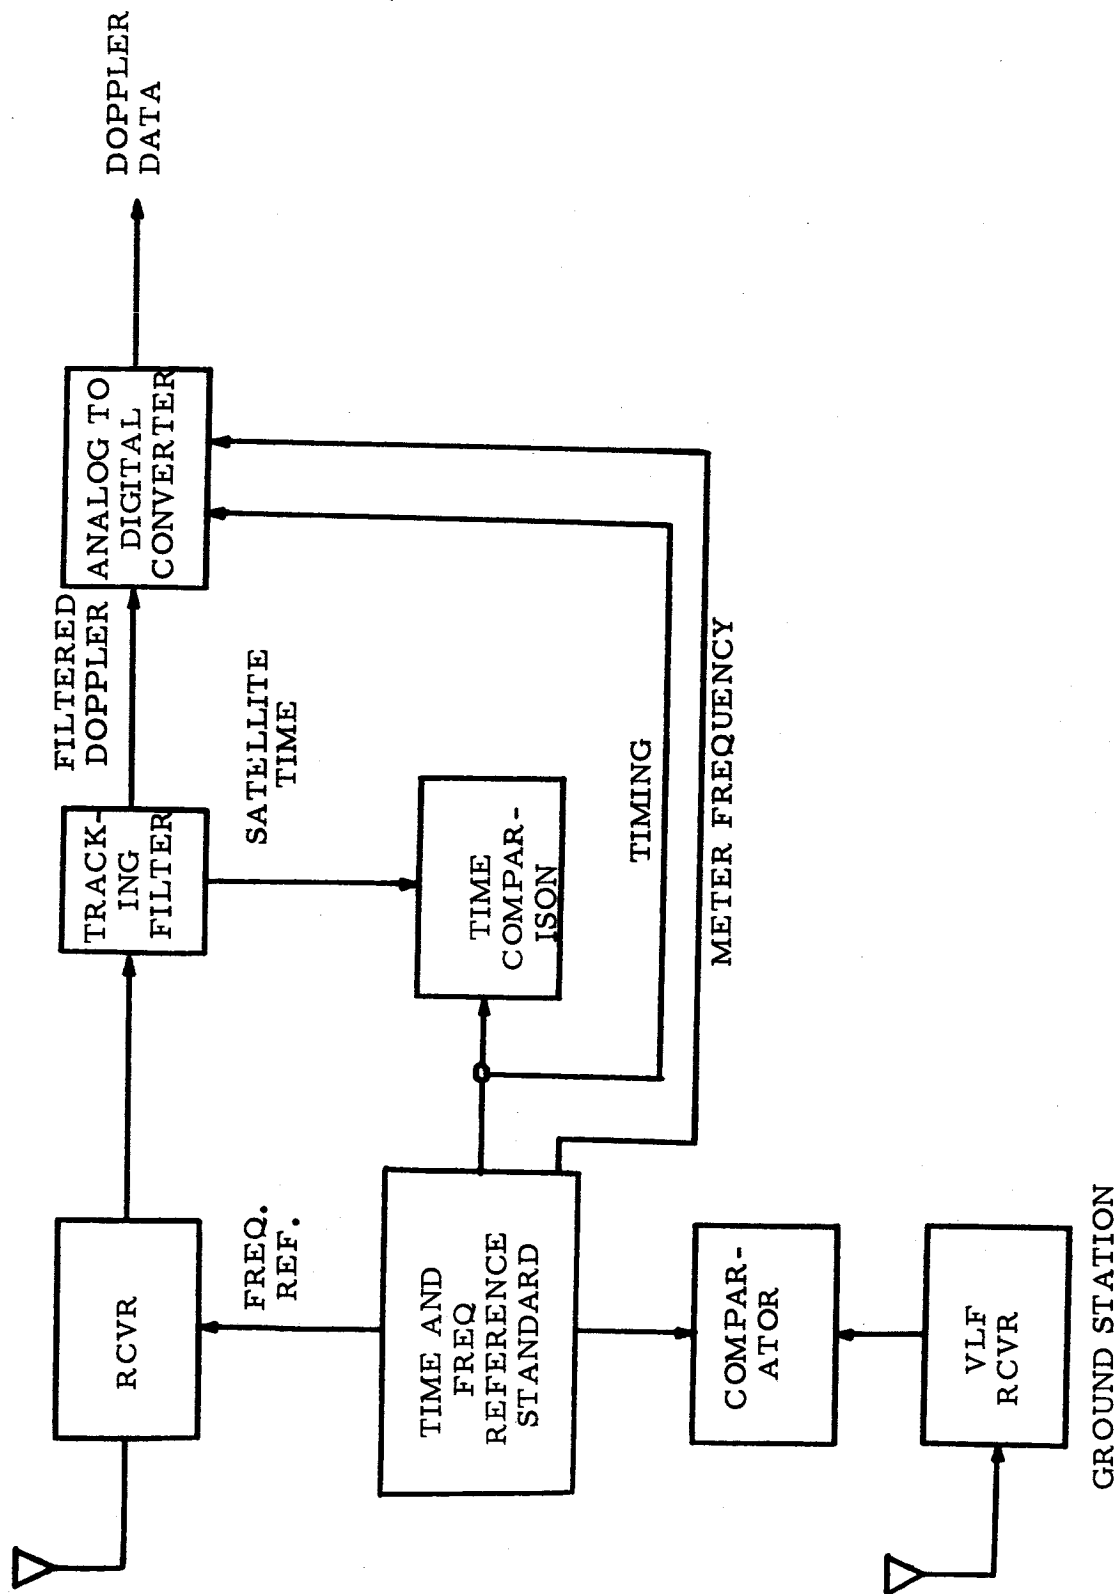 RCVR
TRACK-
ING
FILTER
FILTERED
DOPPLER
ANALOG TO
DIGITAL
CONVERTER
DOPPLER
DATA
FREQ.
REF.
SATELLITE
TIME
TIME AND
FREQ
REFERENCE
STANDARD
TIME
COMPAR-
ISON
TIMING
METER FREQUENCY
COMPAR-
ATOR
VLF
RCVR
GROUND STATION